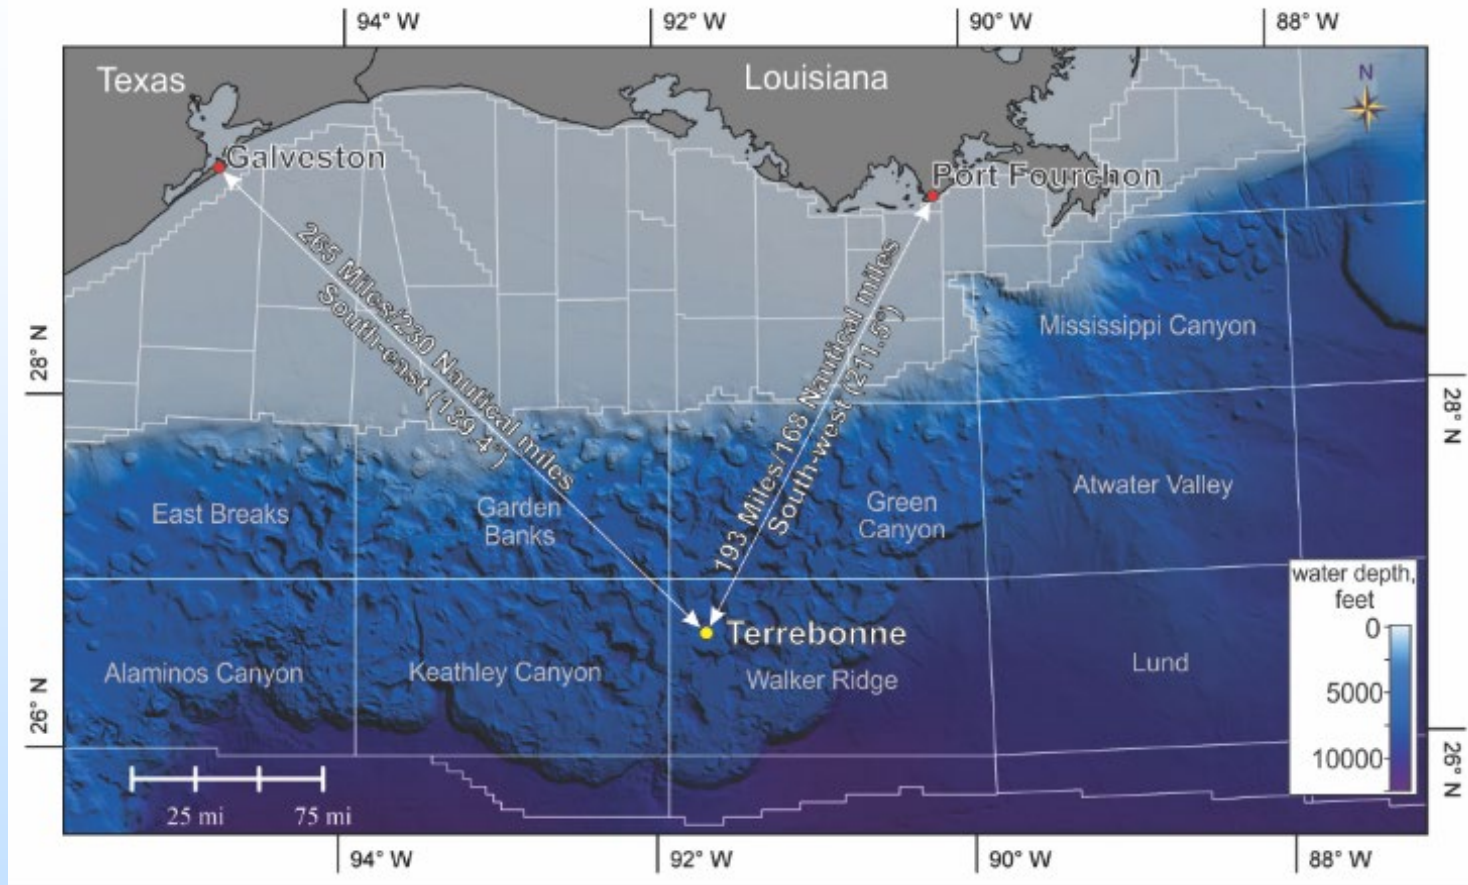 94° W
92° W
90° W
88° W
Texas
Louisiana
N
Galveston
Port Fourchon
265 Miles/230 Nautical miles
South-east (139.4°)
193 Miles/168 Nautical miles
South-west (211.5°)
28° N
28° N
Mississippi Canyon
East Breaks
Garden
Banks
Green
Canyon
Atwater Valley
water depth,
feet
0
5000
10000
Terrebonne
Alaminos Canyon
Keathley Canyon
Walker Ridge
Lund
26° N
26° N
25 mi
75 mi
94° W
92° W
90° W
88° W